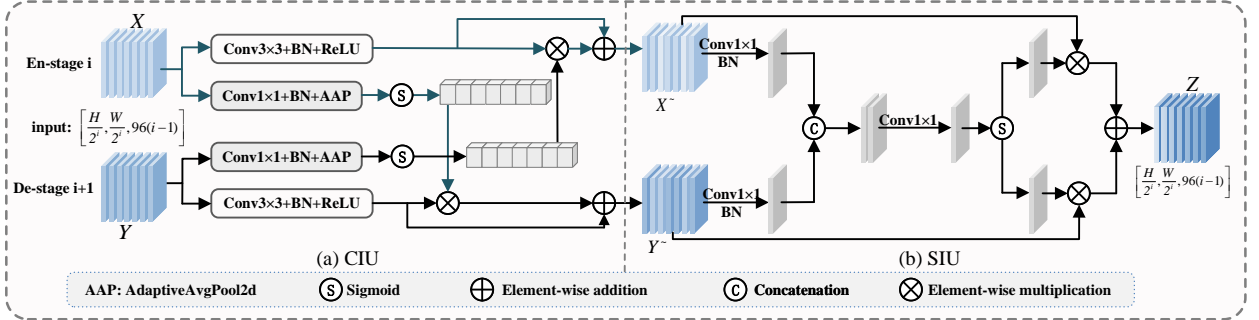 X
En-stage i
Conv3×3+BN+ReLU
Conv1×1+BN+AAP
S
input: [H/2^i, W/2^i, 96(i−1)]
Conv1×1+BN+AAP
S
De-stage i+1
Conv3×3+BN+ReLU
Y
(a) CIU
X~
Conv1×1
BN
C
Conv1×1
S
Z
[H/2^i, W/2^i, 96(i−1)]
Conv1×1
BN
Y~
(b) SIU
AAP: AdaptiveAvgPool2d
S Sigmoid
Element-wise addition
C Concatenation
Element-wise multiplication